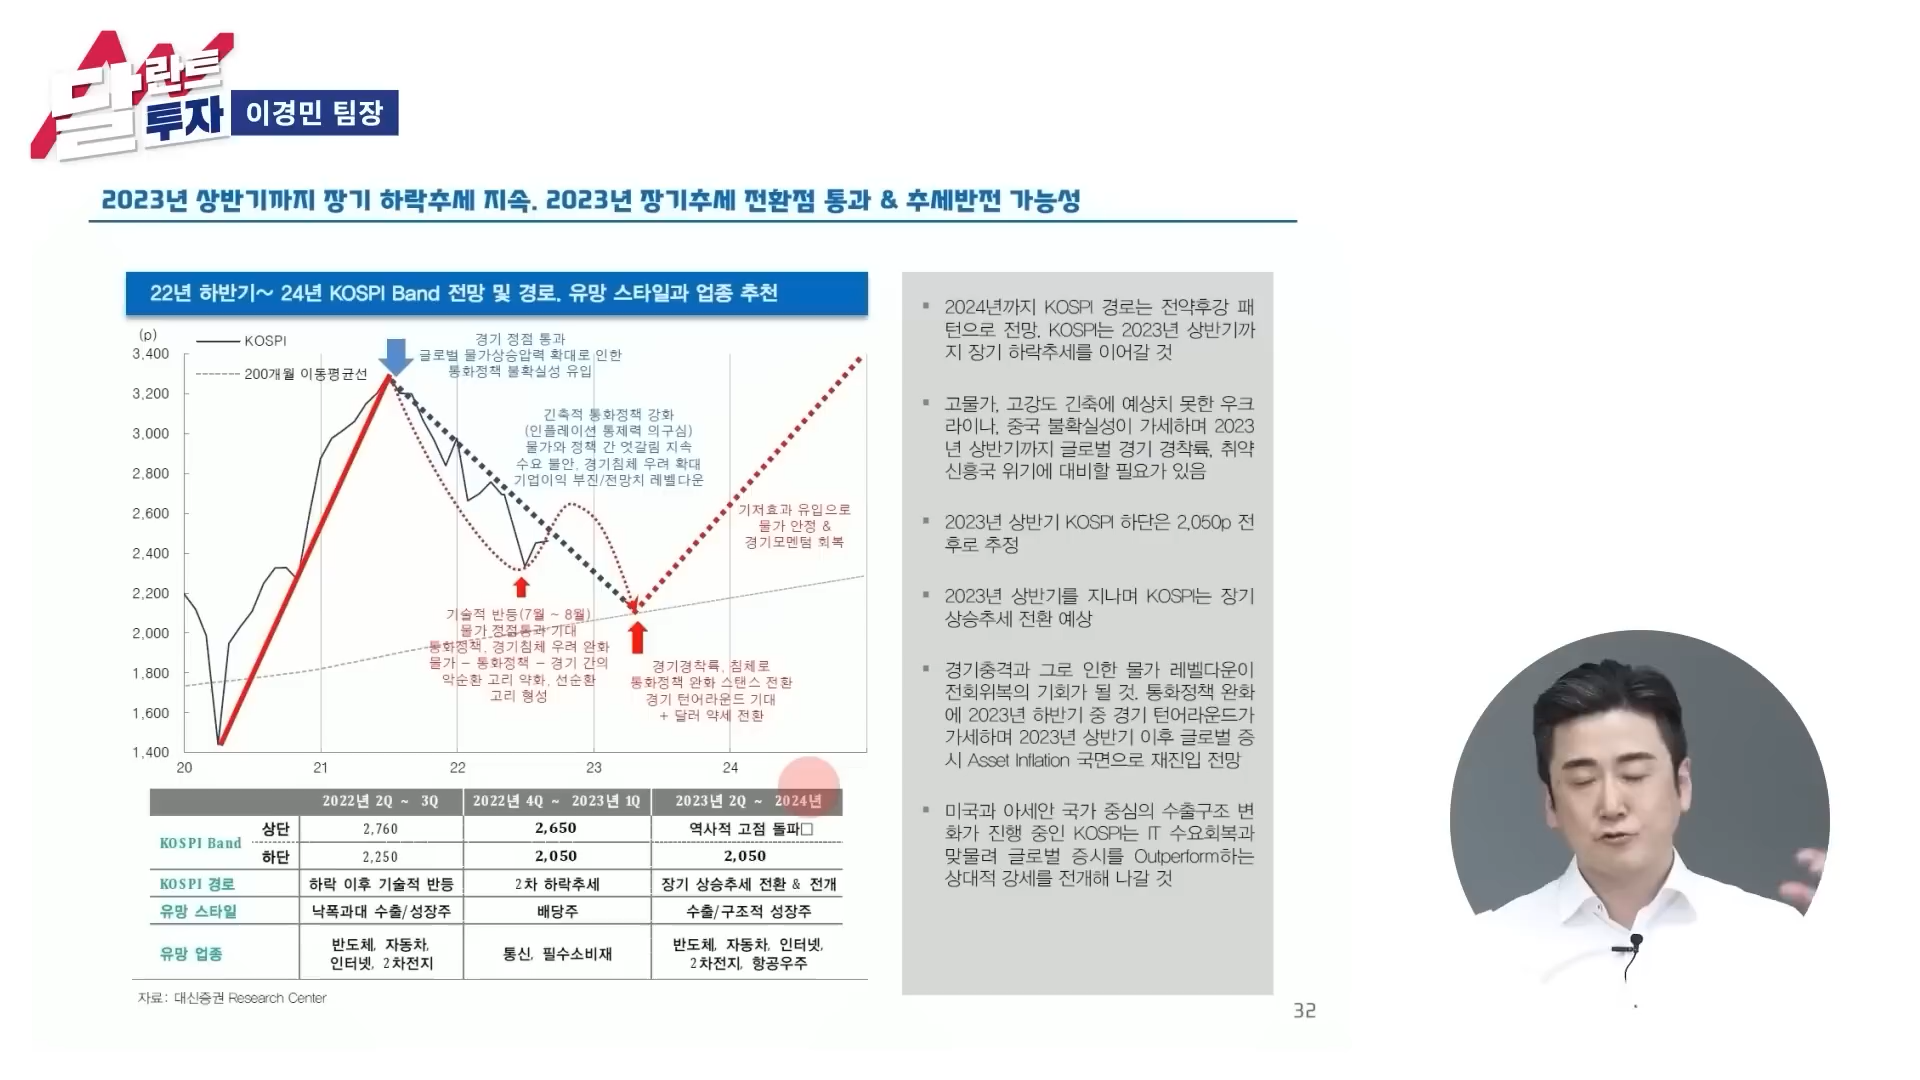 달란트
투자
이경민 팀장
2023년 상반기까지 장기 하락추세 지속. 2023년 장기추세 전환점 통과 & 추세반전 가능성
22년 하반기~ 24년 KOSPI Band 전망 및 경로, 유망 스타일과 업종 추천
(p)
3,400
3,200
3,000
2,800
2,600
2,400
2,200
2,000
1,800
1,600
1,400
KOSPI
200개월 이동평균선
경기 정점 통과
글로벌 물가상승압력 확대로 인한
통화정책 불확실성 유입
긴축적 통화정책 강화
(인플레이션 통제력 의구심)
물가와 정책 간 엇갈림 지속
수요 불안, 경기침체 우려 확대
기업이익 부진/전망치 레벨다운
기저효과 유입으로
물가 안정 &
경기모멘텀 회복
기술적 반등(7월 ~ 8월)
물가 정점통과 기대
통화정책, 경기침체 우려 완화
물가 - 통화정책 - 경기 간의
악순환 고리 약화, 선순환
고리 형성
경기경착륙, 침체로
통화정책 완화 스탠스 전환
경기 턴어라운드 기대
+ 달러 약세 전환
20 21 22 23 24
2022년 2Q ~ 3Q 2022년 4Q ~ 2023년 1Q 2023년 2Q ~ 2024년
KOSPI Band 상단 2,760 2,650 역사적 고점 돌파□
하단 2,250 2,050 2,050
KOSPI 경로 하락 이후 기술적 반등 2차 하락추세 장기 상승추세 전환 & 전개
유망 스타일 낙폭과대 수출/성장주 배당주 수출/구조적 성장주
유망 업종 반도체, 자동차, 인터넷, 2차전지 통신, 필수소비재 반도체, 자동차, 인터넷, 2차전지, 항공우주
자료: 대신증권 Research Center
▪ 2024년까지 KOSPI 경로는 전약후강 패
턴으로 전망. KOSPI는 2023년 상반기까
지 장기 하락추세를 이어갈 것
▪ 고물가, 고강도 긴축에 예상치 못한 우크
라이나, 중국 불확실성이 가세하며 2023
년 상반기까지 글로벌 경기 경착륙, 취약
신흥국 위기에 대비할 필요가 있음
▪ 2023년 상반기 KOSPI 하단은 2,050p 전
후로 추정
▪ 2023년 상반기를 지나며 KOSPI는 장기
상승추세 전환 예상
▪ 경기충격과 그로 인한 물가 레벨다운이
전회위복의 기회가 될 것. 통화정책 완화
에 2023년 하반기 중 경기 턴어라운드가
가세하며 2023년 상반기 이후 글로벌 증
시 Asset Inflation 국면으로 재진입 전망
▪ 미국과 아세안 국가 중심의 수출구조 변
화가 진행 중인 KOSPI는 IT 수요회복과
맞물려 글로벌 증시를 Outperform하는
상대적 강세를 전개해 나갈 것
32